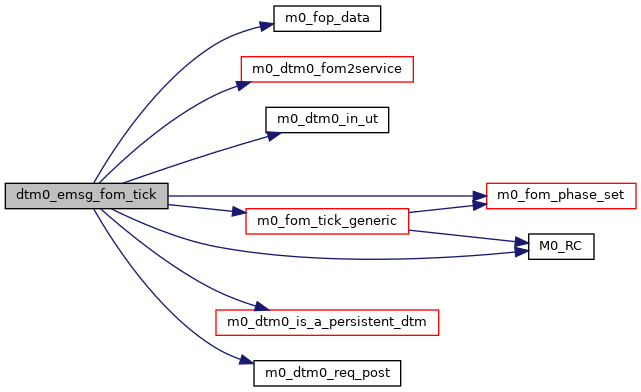 m0_fop_data
m0_dtm0_fom2service
m0_dtm0_in_ut
dtm0_emsg_fom_tick
m0_fom_phase_set
m0_fom_tick_generic
M0_RC
m0_dtm0_is_a_persistent_dtm
m0_dtm0_req_post